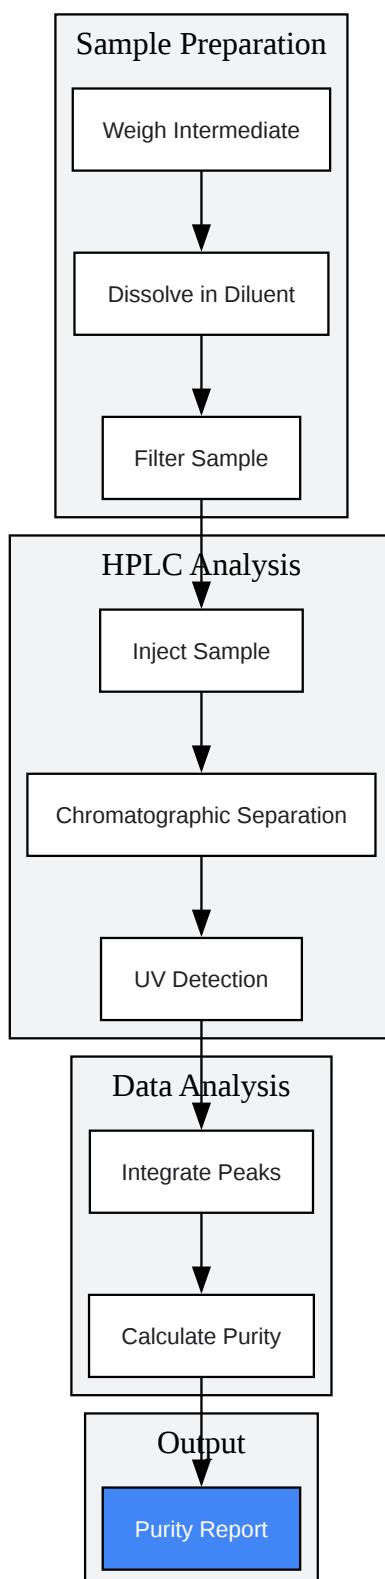 Sample Preparation
Weigh Intermediate
Dissolve in Diluent
Filter Sample
HPLC Analysis
Inject Sample
Chromatographic Separation
UV Detection
Data Analysis
Integrate Peaks
Calculate Purity
Output
Purity Report